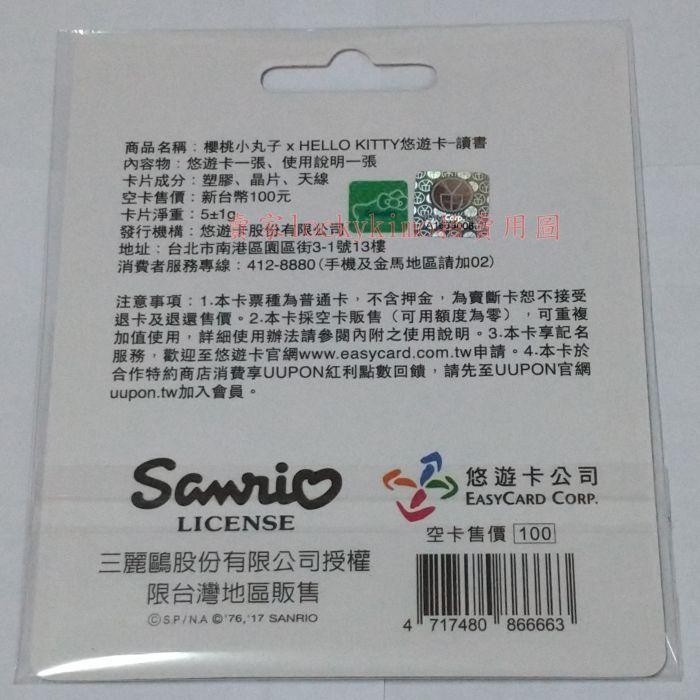 商品名稱：櫻桃小丸子 x HELLO KITTY悠遊卡-讀書
內容物：悠遊卡一張、使用說明一張
卡片成分：塑膠、晶片、天線
空卡售價：新台幣100元
卡片淨重：5±1g
發行機構：悠遊卡股份有限公司
地址：台北市南港區園區街3-1號13樓
消費者服務專線：412-8880(手機及金馬地區請加02)
Corp.
注意事項：1.本卡票種為普通卡，不含押金，為賣斷卡恕不接受
退卡及退還售價。2.本卡採空卡販售（可用額度為零），可重複
加值使用，詳細使用辦法請參閱內附之使用說明。3.本卡享記名
服務，歡迎至悠遊卡官網www.easycard.com.tw申請。4.本卡於
合作特約商店消費享UUPON紅利點數回饋，請先至UUPON官網
uupon.tw加入會員。
Sanrio
LICENSE
三麗鷗股份有限公司授權
限台灣地區販售
©S.P/N.A ©'76,'17 SANRIO
悠遊卡公司
EASYCARD CORP.
空卡售價 100
4 717480 866663